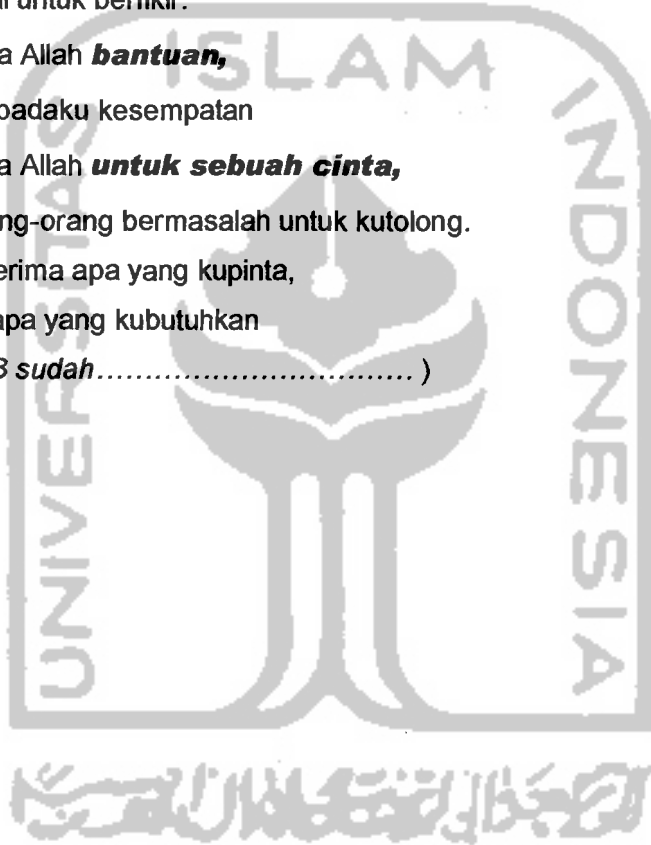 untuk berfikir.
a Allah bantuan,
padaku kesempatan
a Allah untuk sebuah cinta,
ng-orang bermasalah untuk kutolong.
erima apa yang kupinta,
apa yang kubutuhkan
sudah................................ )
ISLAM
UNIVERSITAS
INDONESIA